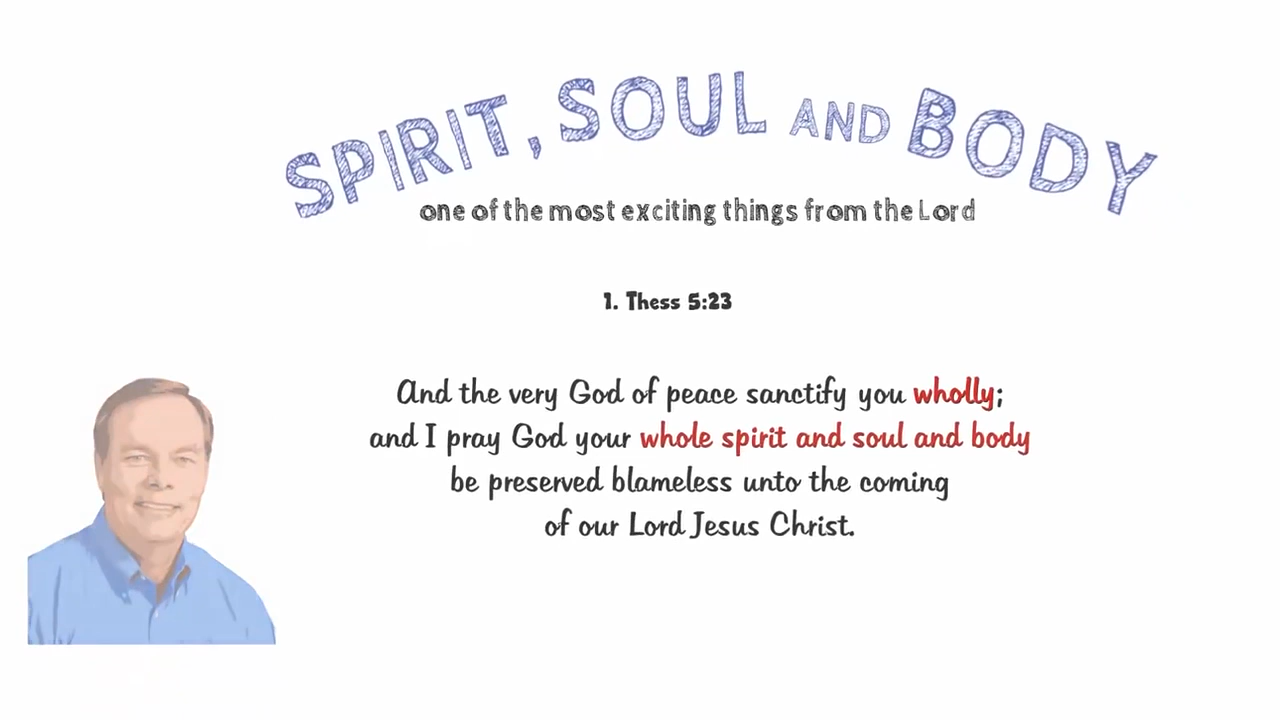 SPIRIT, SOUL AND BODY
one of the most exciting things from the Lord
1. Thess 5:23
And the very God of peace sanctify you wholly;
and I pray God your whole spirit and soul and body
be preserved blameless unto the coming
of our Lord Jesus Christ.